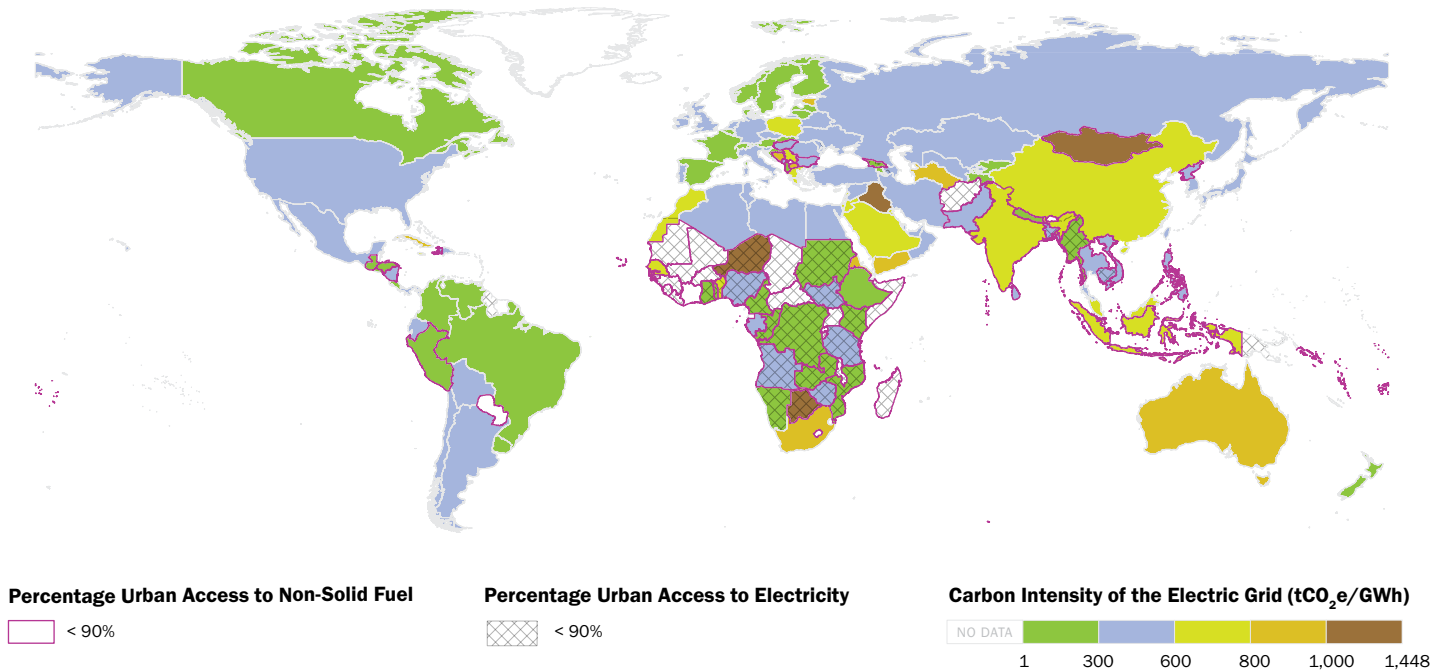 Percentage Urban Access to Non-Solid Fuel
< 90%
Percentage Urban Access to Electricity
< 90%
Carbon Intensity of the Electric Grid (tCO₂e/GWh)
NO DATA
1 300 600 800 1,000 1,448